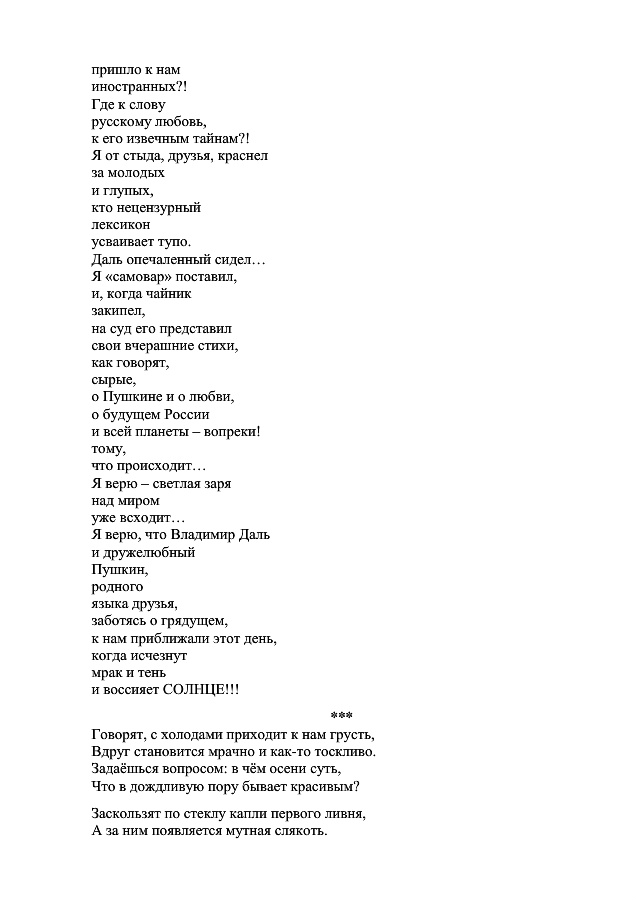 пришло к нам
иностранных?!
Где к слову
русскому любовь,
к его извечным тайнам?!
Я от стыда, друзья, краснел
за молодых
и глупых,
кто нецензурный
лексикон
усваивает тупо.
Даль опечаленный сидел…
Я «самовар» поставил,
и, когда чайник
закипел,
на суд его представил
свои вчерашние стихи,
как говорят,
сырые,
о Пушкине и о любви,
о будущем России
и всей планеты – вопреки!
тому,
что происходит…
Я верю – светлая заря
над миром
уже всходит…
Я верю, что Владимир Даль
и дружелюбный
Пушкин,
родного
языка друзья,
заботясь о грядущем,
к нам приближали этот день,
когда исчезнут
мрак и тень
и воссияет СОЛНЦЕ!!!
***
Говорят, с холодами приходит к нам грусть,
Вдруг становится мрачно и как-то тоскливо.
Задаёшься вопросом: в чём осени суть,
Что в дождливую пору бывает красивым?
Заскользят по стеклу капли первого ливня,
А за ним появляется мутная слякоть.